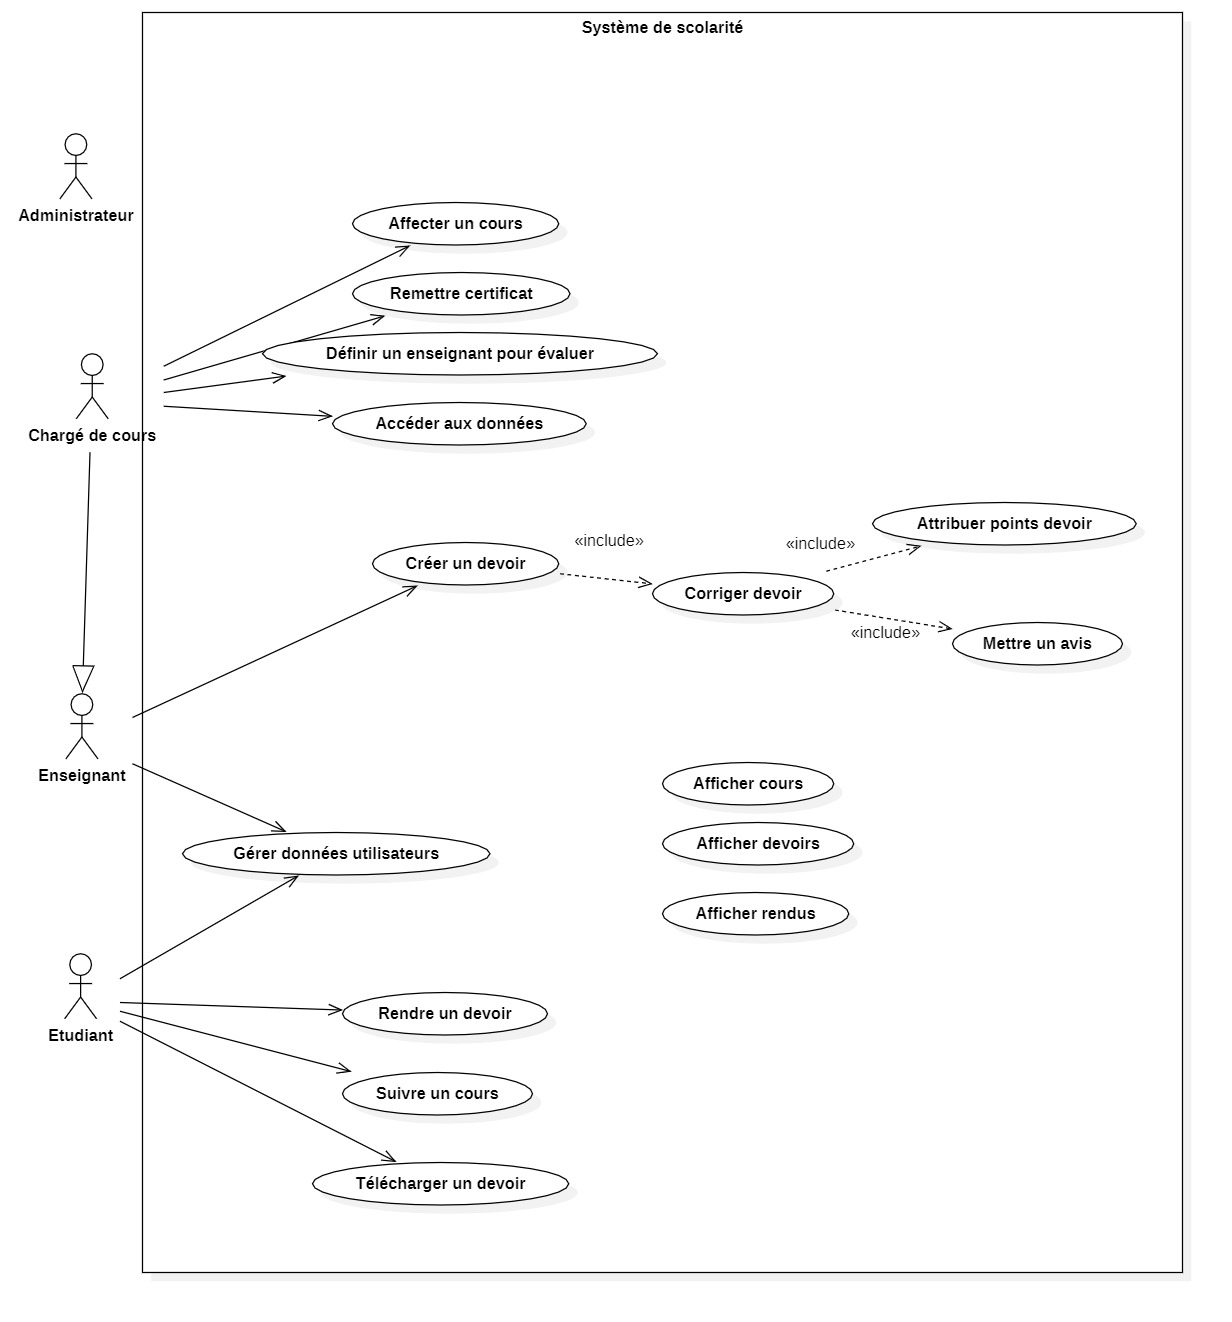 Système de scolarité
Administrateur
Affecter un cours
Remettre certificat
Définir un enseignant pour évaluer
Accéder aux données
Chargé de cours
Attribuer points devoir
«include»
«include»
Créer un devoir
Corriger devoir
«include»
Mettre un avis
Enseignant
Afficher cours
Afficher devoirs
Gérer données utilisateurs
Afficher rendus
Rendre un devoir
Etudiant
Suivre un cours
Télécharger un devoir